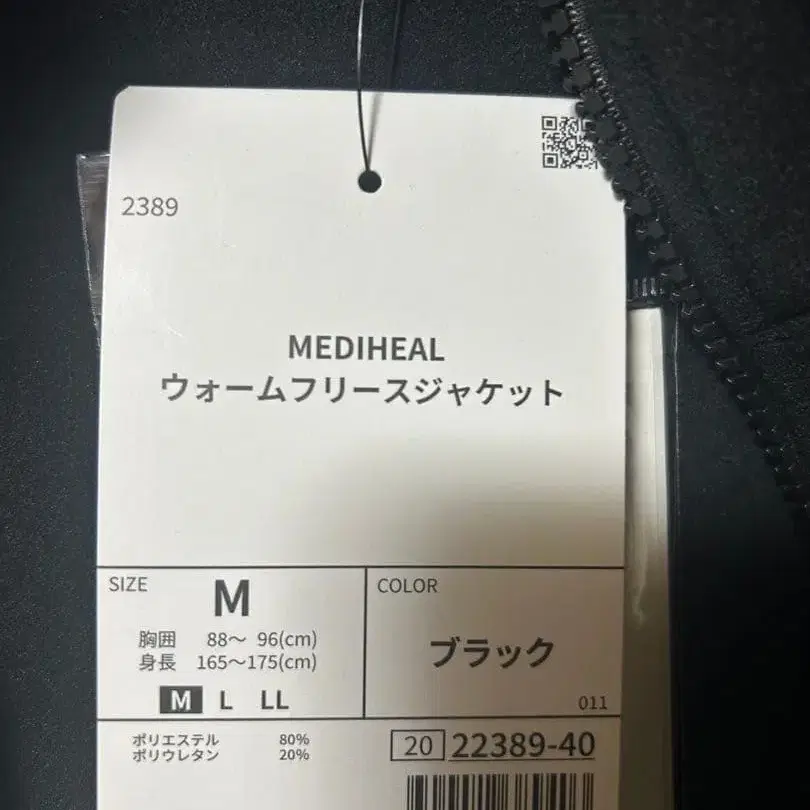 2389
MEDIHEAL
ウォームフリースジャケット
SIZE
M
胸囲 88～ 96(cm)
身長 165～175(cm)
M L LL
COLOR
ブラック
011
ポリエステル 80%
ポリウレタン 20%
20 22389-40